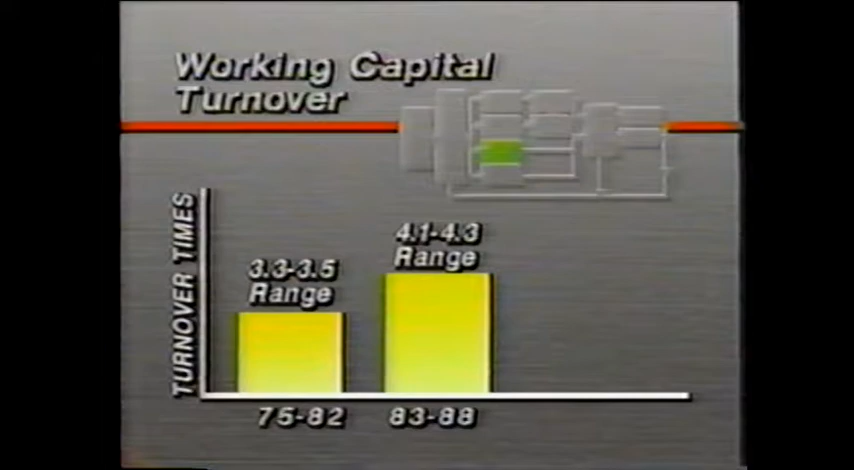 Working Capital
Turnover
TURNOVER TIMES
3.3-3.5
Range
4.1-4.3
Range
75-82
83-88